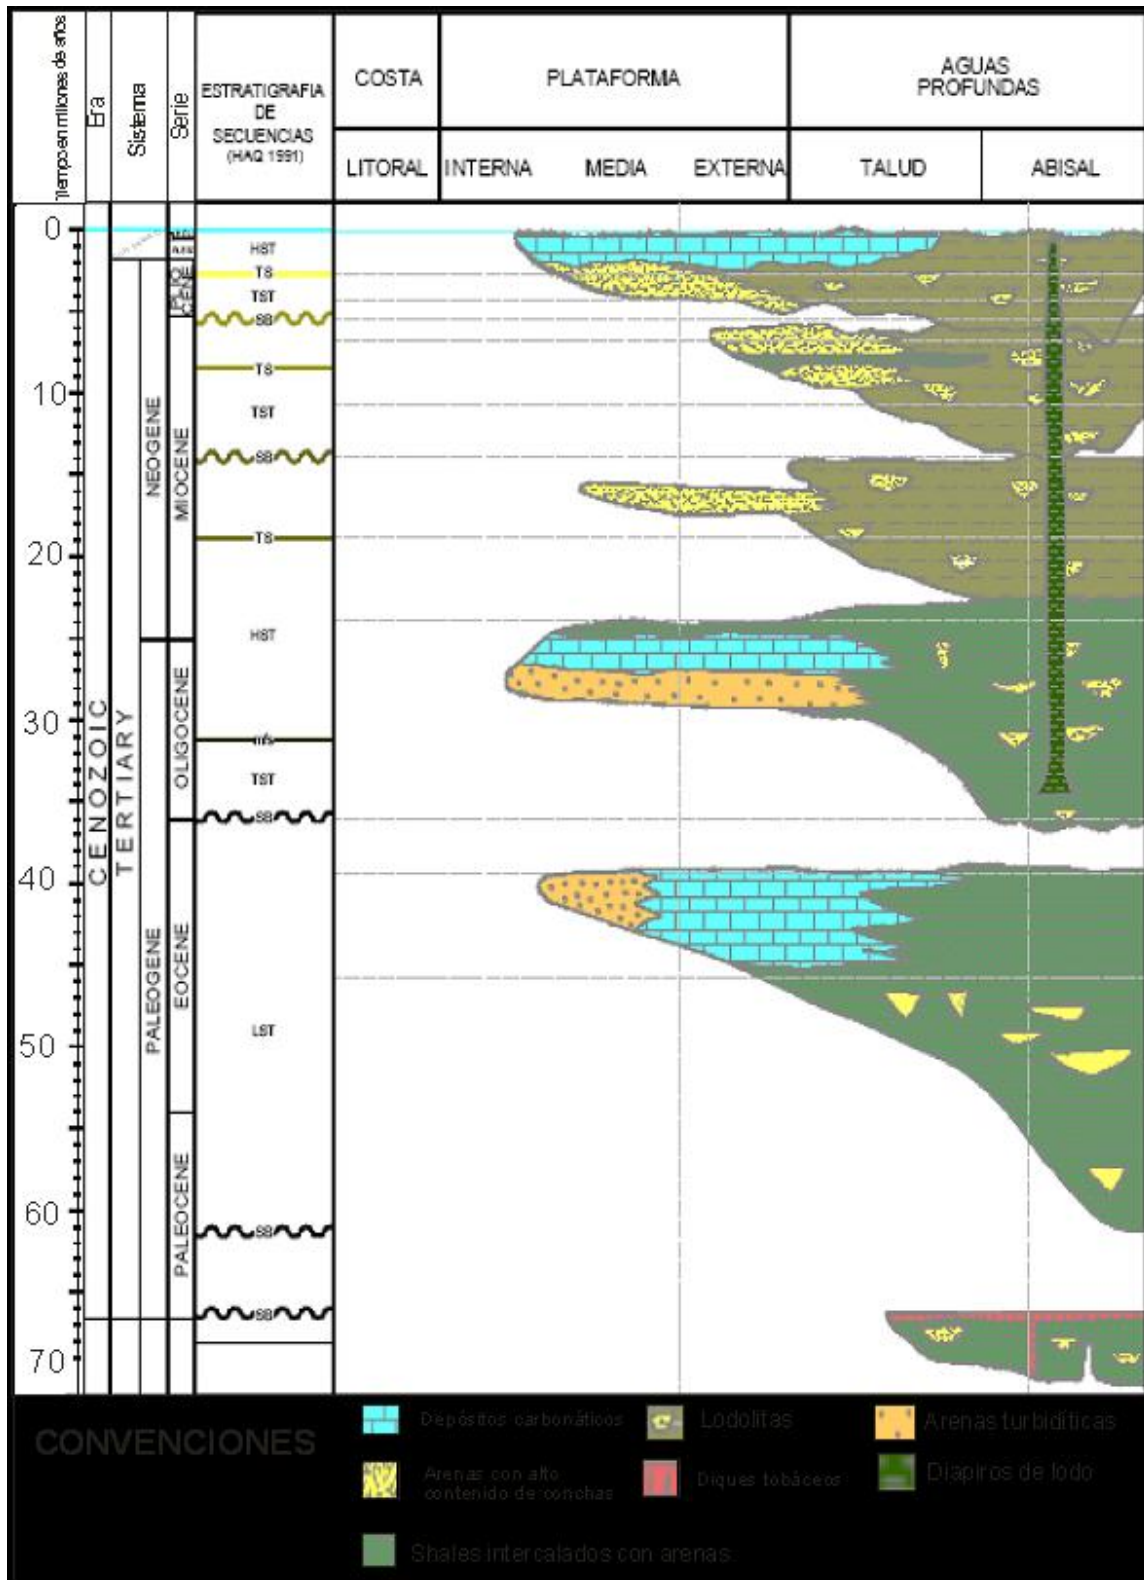 (tiempo en millones de años
Era
Sistema
Serie
ESTRATIGRAFIA
DE
SECUENCIAS
(HAQ 1991)
COSTA
PLATAFORMA
AGUAS
PROFUNDAS
LITORAL
INTERNA
MEDIA
EXTERNA
TALUD
ABISAL
0
10
20
30
40
50
60
70
CENOZOIC
TERTIARY
NEOGENE
PALEOGENE
PLIO
CENE
MIOCENE
OLIGOCENE
EOCENE
PALEOCENE
HST
TS
TST
SB
TS
TST
SB
TS
HST
mfs
TST
SB
LST
SB
SB
CONVENCIONES
Depósitos carbonáticos
Lodolitas
Arenas turbidíticas
Arenas con alto
contenido de conchas
Diques tobáceos
Diapiros de lodo
Shales intercalados con arenas